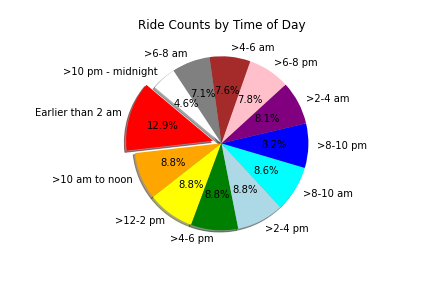 Ride Counts by Time of Day
>4-6 am
>6-8 am
>6-8 pm
>10 pm - midnight
>2-4 am
Earlier than 2 am
>8-10 pm
>10 am to noon
>8-10 am
>12-2 pm
>2-4 pm
>4-6 pm
7.6%
7.1%
7.8%
4.6%
8.1%
12.9%
8.2%
8.8%
8.6%
8.8%
8.8%
8.8%